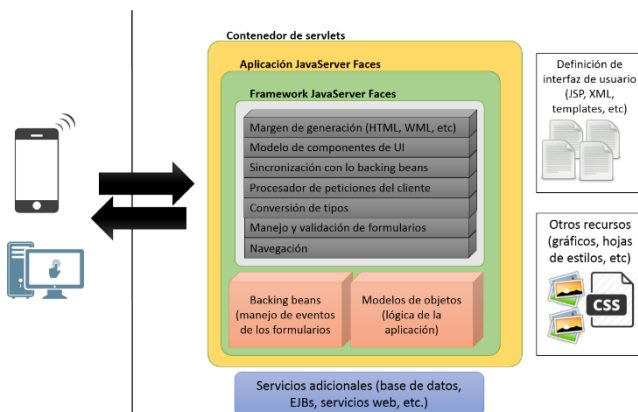 Contenedor de servlets
Aplicación JavaServer Faces
Framework JavaServer Faces
Margen de generación (HTML, WML, etc)
Modelo de componentes de UI
Sincronización con lo backing beans
Procesador de peticiones del cliente
Conversión de tipos
Manejo y validación de formularios
Navegación
Backing beans
(manejo de eventos
de los formularios
Modelos de objetos
(lógica de la
aplicación)
Servicios adicionales (base de datos,
EJBs, servicios web, etc.)
Definición de
interfaz de usuario
(JSP, XML,
templates, etc)
Otros recursos
(gráficos, hojas
de estilos, etc)
CSS